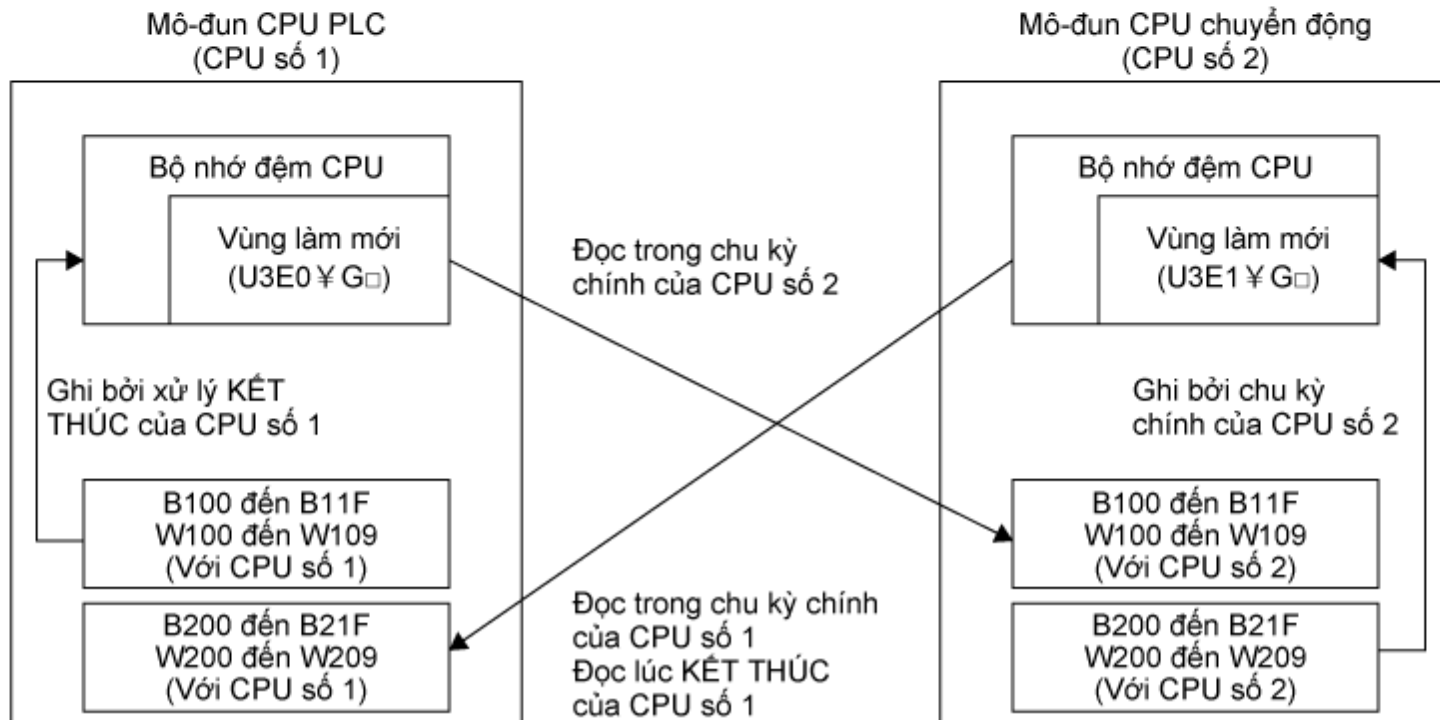 Mô-đun CPU PLC
(CPU số 1)
Mô-đun CPU chuyển động
(CPU số 2)
Bộ nhớ đệm CPU
Vùng làm mới
(U3E0￥G□)
Đọc trong chu kỳ
chính của CPU số 2
Bộ nhớ đệm CPU
Vùng làm mới
(U3E1￥G□)
Ghi bởi xử lý KẾT
THÚC của CPU số 1
Ghi bởi chu kỳ
chính của CPU số 2
B100 đến B11F
W100 đến W109
(Với CPU số 1)
B100 đến B11F
W100 đến W109
(Với CPU số 2)
B200 đến B21F
W200 đến W209
(Với CPU số 1)
Đọc trong chu kỳ chính
của CPU số 1
Đọc lúc KẾT THÚC
của CPU số 1
B200 đến B21F
W200 đến W209
(Với CPU số 2)